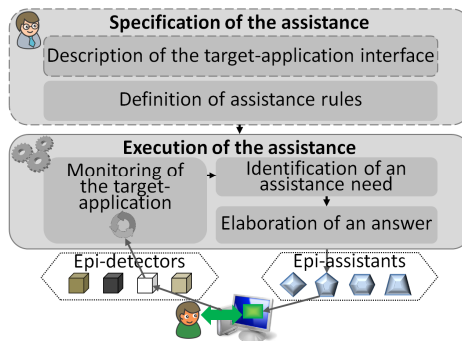 Specification of the assistance
Description of the target-application interface
Definition of assistance rules
Execution of the assistance
Monitoring of
the target-
application
Identification of an
assistance need
Elaboration of an answer
Epi-detectors
Epi-assistants